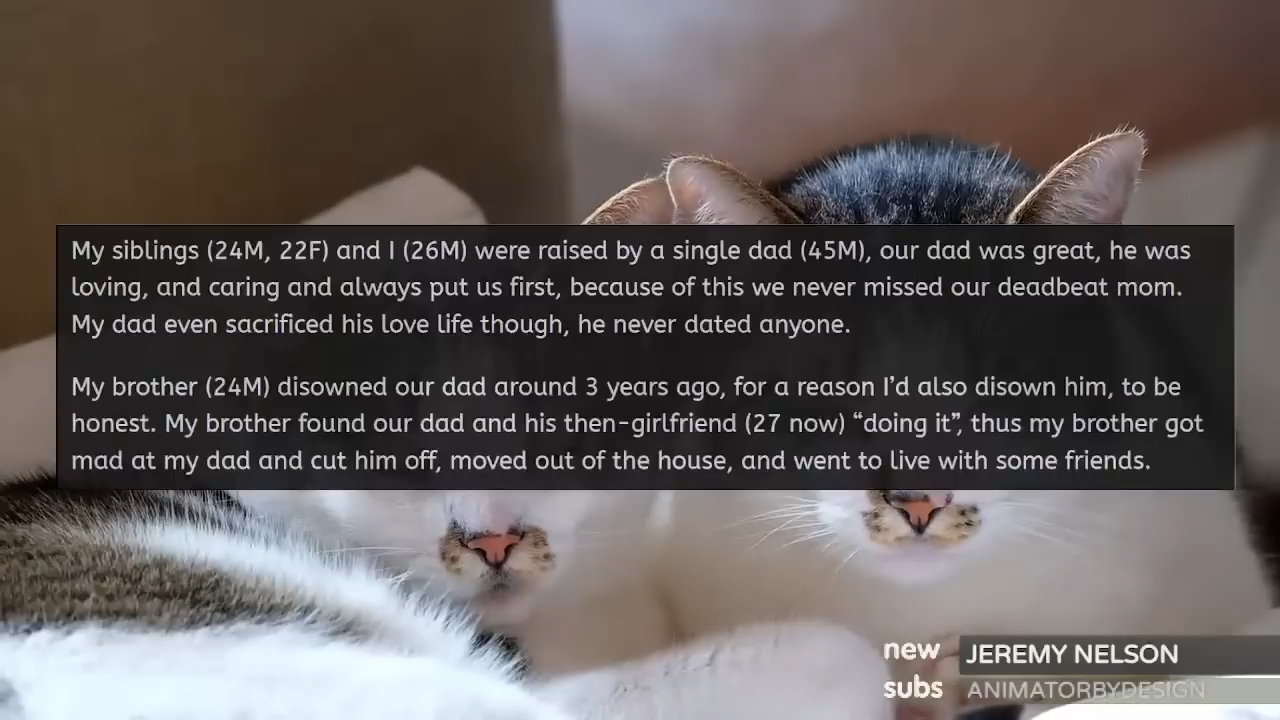 My siblings (24M, 22F) and I (26M) were raised by a single dad (45M), our dad was great, he was
loving, and caring and always put us first, because of this we never missed our deadbeat mom.
My dad even sacrificed his love life though, he never dated anyone.
My brother (24M) disowned our dad around 3 years ago, for a reason I’d also disown him, to be
honest. My brother found our dad and his then-girlfriend (27 now) “doing it”, thus my brother got
mad at my dad and cut him off, moved out of the house, and went to live with some friends.
new JEREMY NELSON
subs ANIMATORBYDESIGN